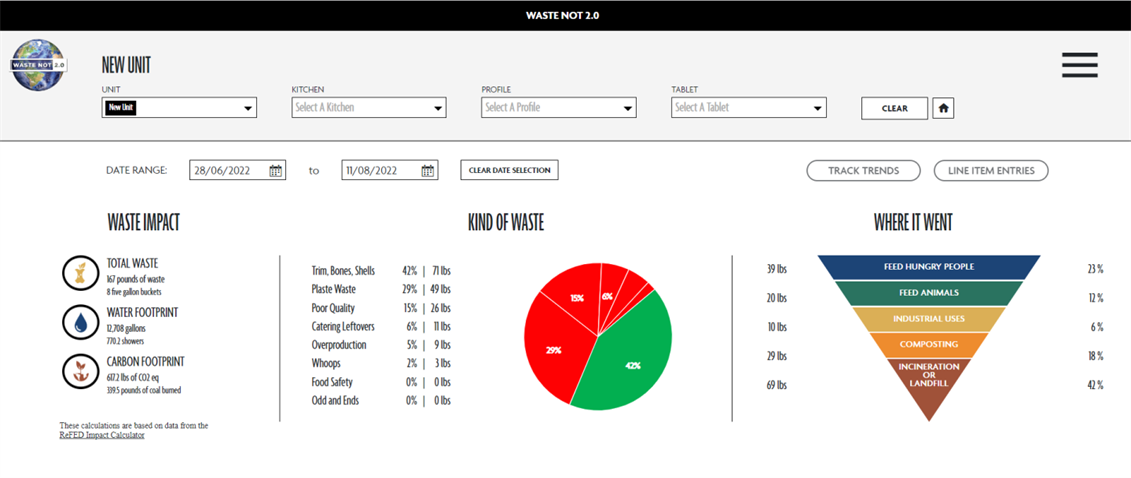 WASTE NOT 2.0
WASTE NOT 2.0
NEW UNIT
UNIT KITCHEN PROFILE TABLET
New Unit Select A Kitchen Select A Profile Select A Tablet CLEAR
DATE RANGE: 28/06/2022 to 11/08/2022 CLEAR DATE SELECTION TRACK TRENDS LINE ITEM ENTRIES
WASTE IMPACT
TOTAL WASTE
167 pounds of waste
8 five gallon buckets
WATER FOOTPRINT
12,708 gallons
770.2 showers
CARBON FOOTPRINT
617.2 lbs of CO2 eq
339.5 pounds of coal burned
These calculations are based on data from the
ReFED Impact Calculator
KIND OF WASTE
Trim, Bones, Shells 42% | 71 lbs
Plaste Waste 29% | 49 lbs
Poor Quality 15% | 26 lbs
Catering Leftovers 6% | 11 lbs
Overproduction 5% | 9 lbs
Whoops 2% | 3 lbs
Food Safety 0% | 0 lbs
Odd and Ends 0% | 0 lbs
15% 6%
29%
42%
WHERE IT WENT
39 lbs FEED HUNGRY PEOPLE 23 %
20 lbs FEED ANIMALS 12 %
10 lbs INDUSTRIAL USES 6 %
29 lbs COMPOSTING 18 %
69 lbs INCINERATION 42 %
OR
LANDFILL